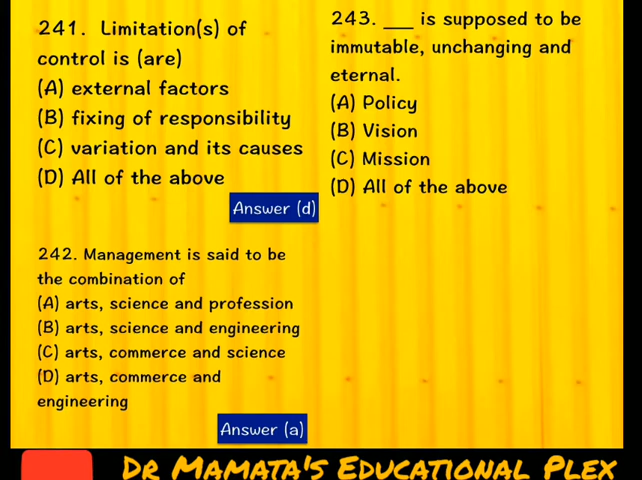 241. Limitation(s) of
control is (are)
(A) external factors
(B) fixing of responsibility
(C) variation and its causes
(D) All of the above
Answer (d)
242. Management is said to be
the combination of
(A) arts, science and profession
(B) arts, science and engineering
(C) arts, commerce and science
(D) arts, commerce and
engineering
Answer (a)
243. ___ is supposed to be
immutable, unchanging and
eternal.
(A) Policy
(B) Vision
(C) Mission
(D) All of the above
DR MAMATA'S EDUCATIONAL PLEX